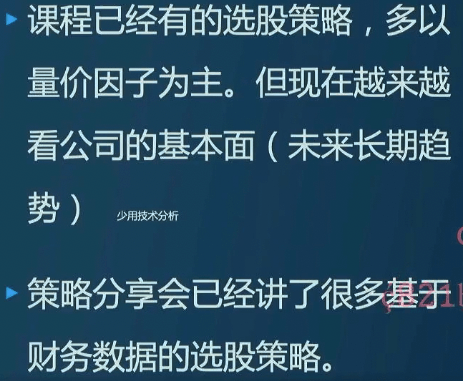 课程已经有的选股策略，多以
量价因子为主。但现在越来越
看公司的基本面（未来长期趋
势） 少用技术分析
策略分享会已经讲了很多基于
财务数据的选股策略。